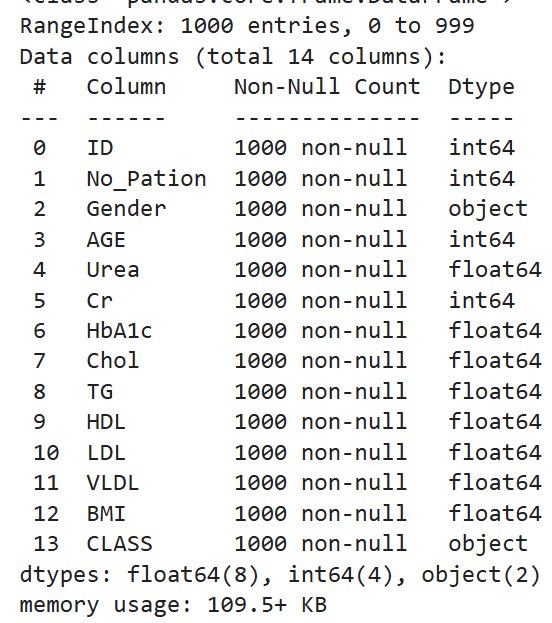 RangeIndex: 1000 entries, 0 to 999
Data columns (total 14 columns):
 #   Column     Non-Null Count  Dtype
---  ------     --------------  -----
 0   ID         1000 non-null   int64
 1   No_Pation  1000 non-null   int64
 2   Gender     1000 non-null   object
 3   AGE        1000 non-null   int64
 4   Urea       1000 non-null   float64
 5   Cr         1000 non-null   int64
 6   HbA1c      1000 non-null   float64
 7   Chol       1000 non-null   float64
 8   TG         1000 non-null   float64
 9   HDL        1000 non-null   float64
 10  LDL        1000 non-null   float64
 11  VLDL       1000 non-null   float64
 12  BMI        1000 non-null   float64
 13  CLASS      1000 non-null   object
dtypes: float64(8), int64(4), object(2)
memory usage: 109.5+ KB